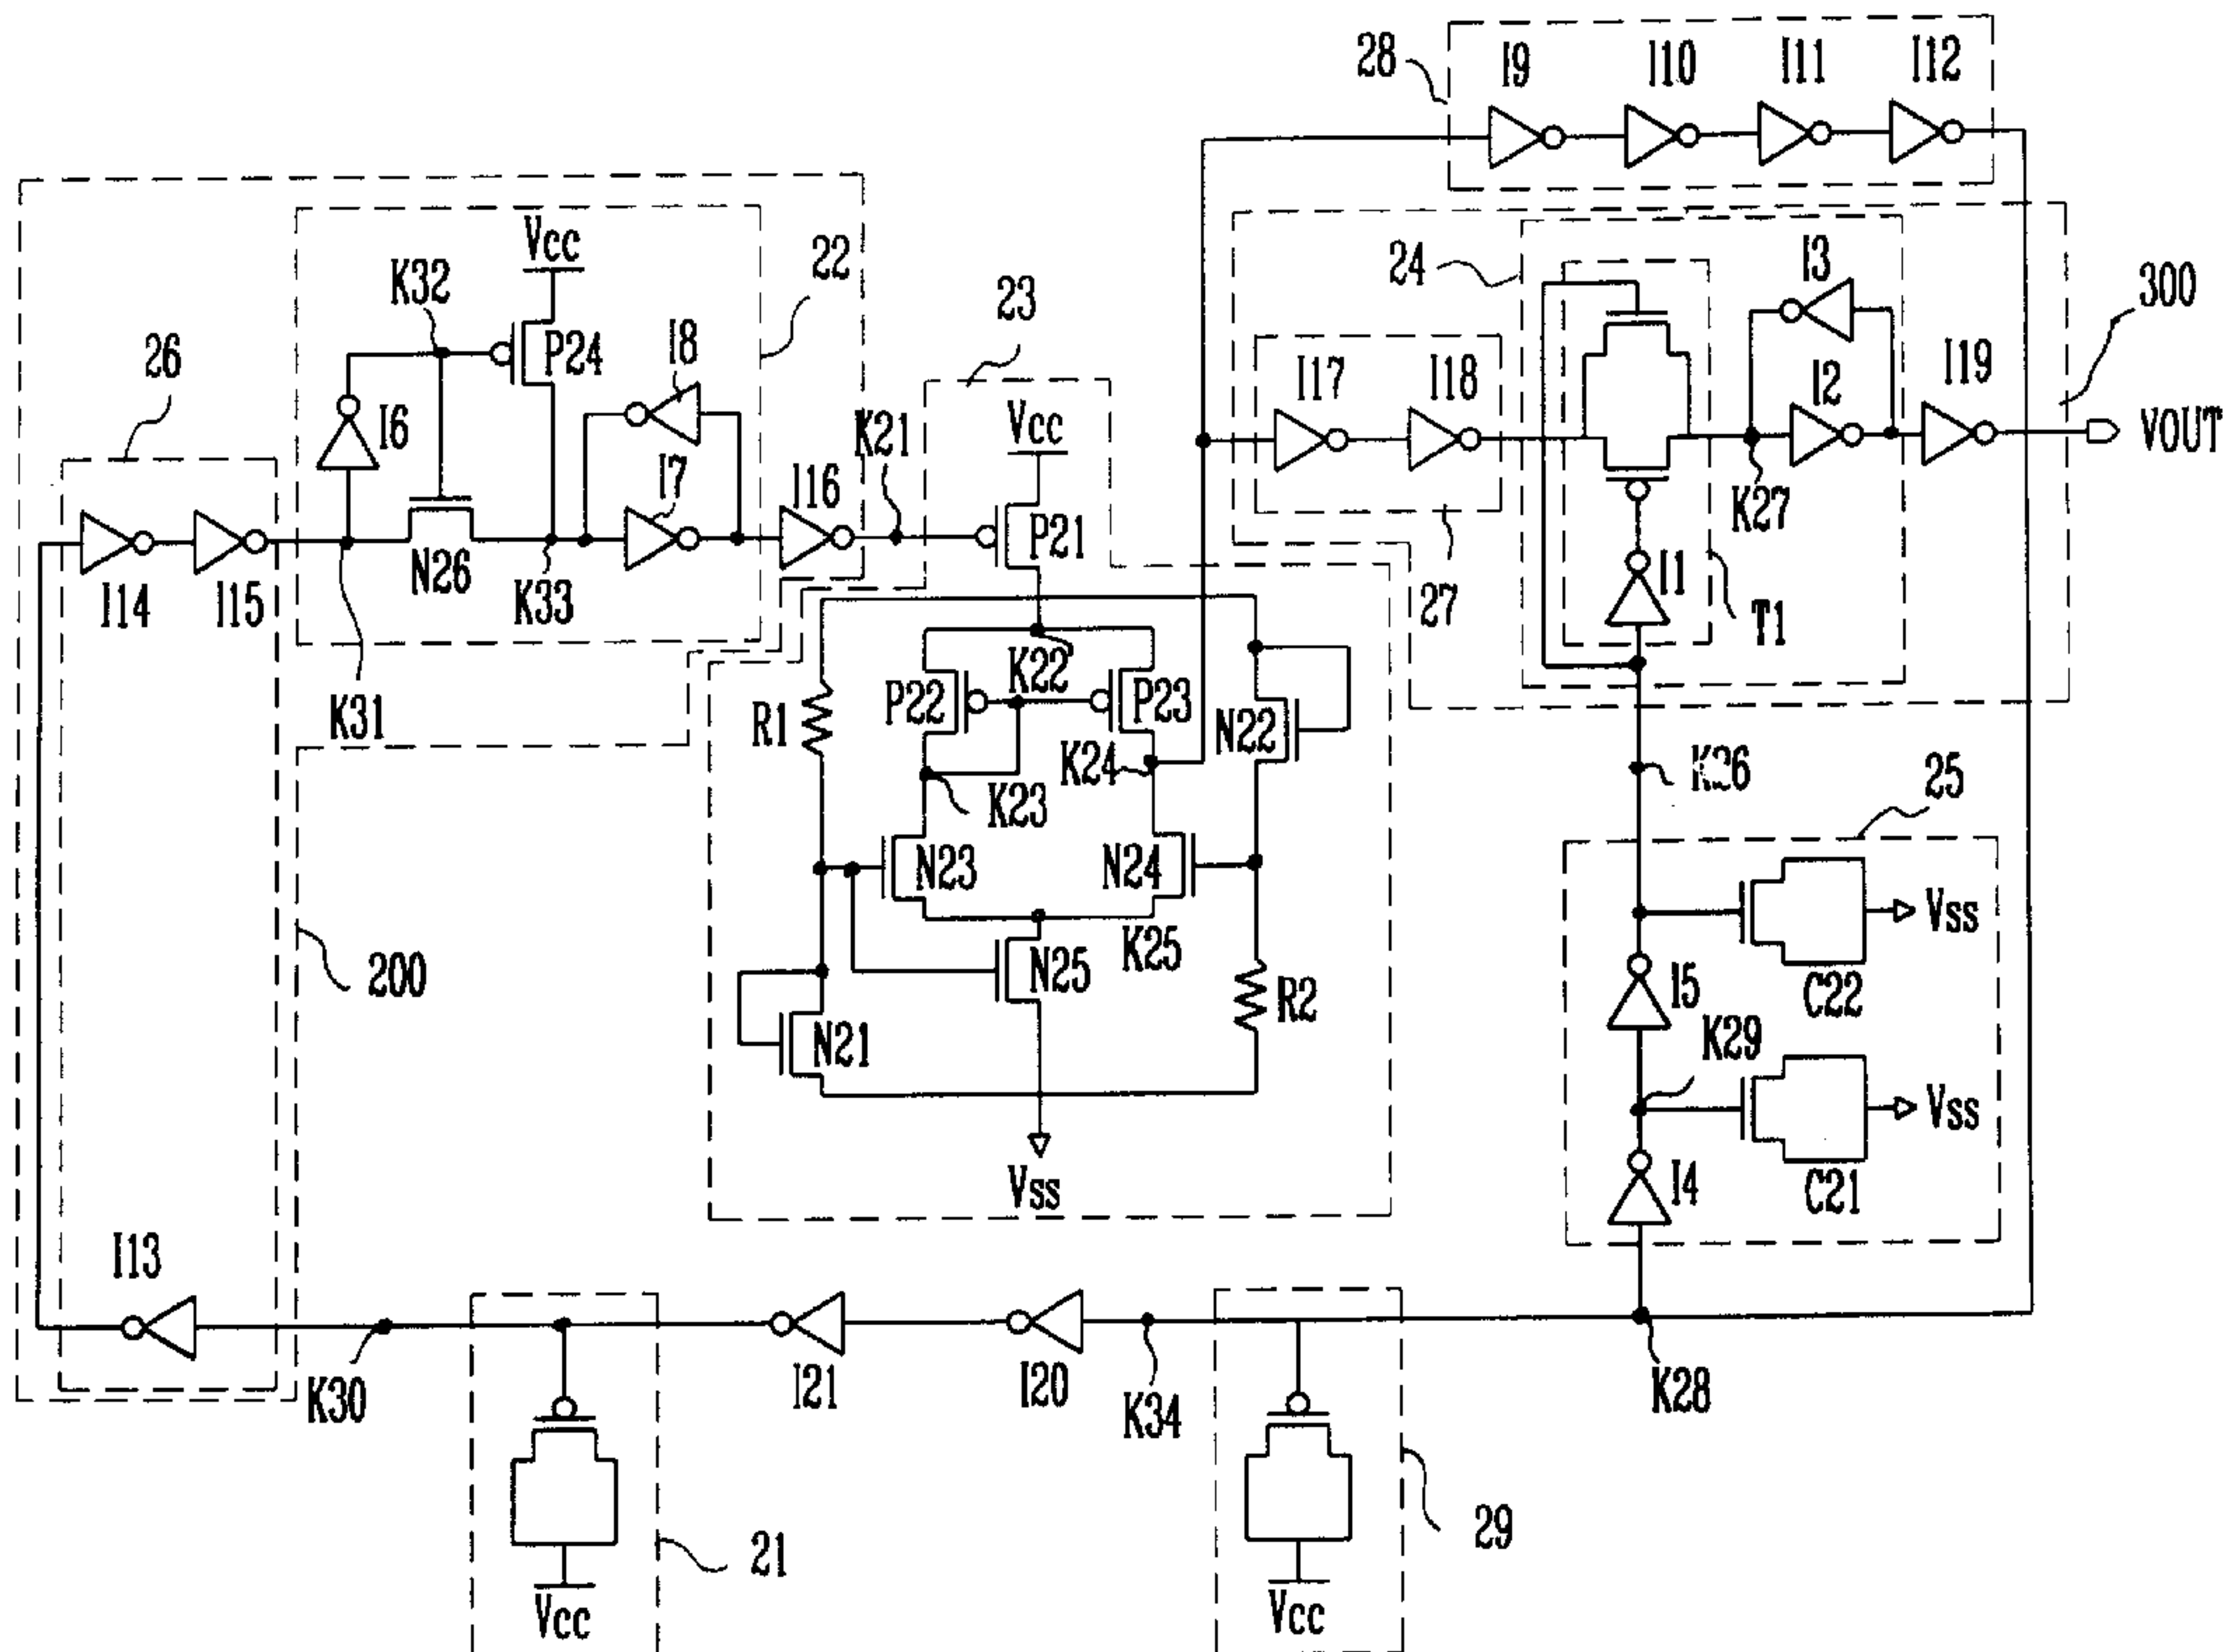 28
I9
I10
I11
I12
22
24
I3
300
Vcc
K32
23
26
P24
I8
I17
I18
I2
I19
VOUT
I6
K21
Vcc
I7
I16
K27
P21
I14
I15
N26
K33
27
I1
T1
K31
R1
P22
K22
P23
N22
K24
K23
K26
25
N23
N24
Vss
200
N25
K25
I5
C22
R2
N21
K29
Vss
Vss
I4
C21
I13
K30
I21
I20
K34
K28
21
29
Vcc
Vcc